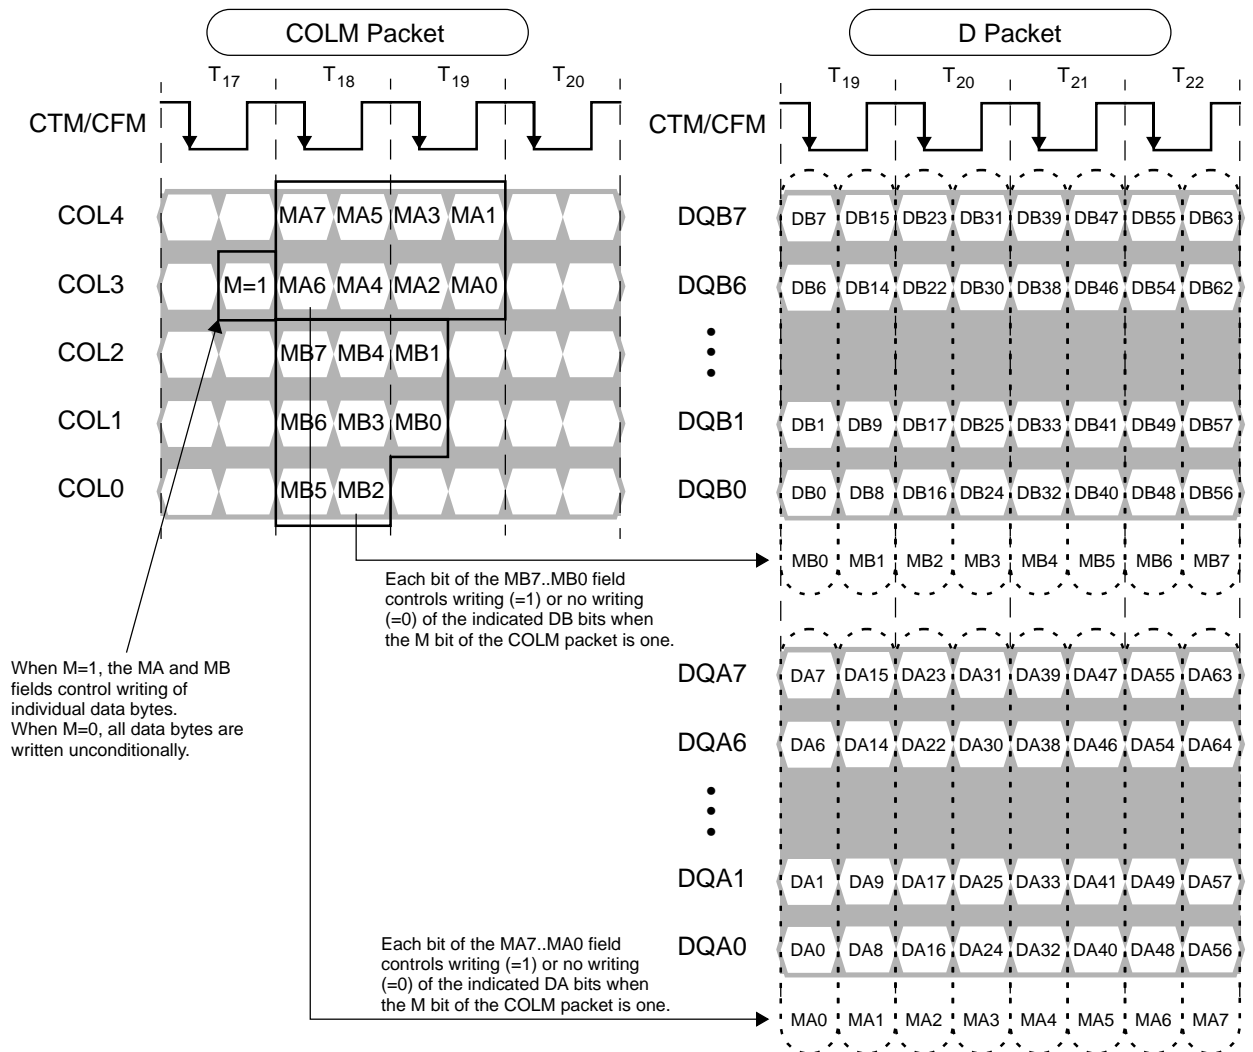 COLM Packet
D Packet
T17 T18 T19 T20
T19 T20 T21 T22
CTM/CFM
CTM/CFM
COL4 MA7 MA5 MA3 MA1
COL3 M=1 MA6 MA4 MA2 MA0
COL2 MB7 MB4 MB1
COL1 MB6 MB3 MB0
COL0 MB5 MB2
DQB7 DB7 DB15 DB23 DB31 DB39 DB47 DB55 DB63
DQB6 DB6 DB14 DB22 DB30 DB38 DB46 DB54 DB62
DQB1 DB1 DB9 DB17 DB25 DB33 DB41 DB49 DB57
DQB0 DB0 DB8 DB16 DB24 DB32 DB40 DB48 DB56
MB0 MB1 MB2 MB3 MB4 MB5 MB6 MB7
Each bit of the MB7..MB0 field
controls writing (=1) or no writing
(=0) of the indicated DB bits when
the M bit of the COLM packet is one.
When M=1, the MA and MB
fields control writing of
individual data bytes.
When M=0, all data bytes are
written unconditionally.
DQA7 DA7 DA15 DA23 DA31 DA39 DA47 DA55 DA63
DQA6 DA6 DA14 DA22 DA30 DA38 DA46 DA54 DA64
DQA1 DA1 DA9 DA17 DA25 DA33 DA41 DA49 DA57
DQA0 DA0 DA8 DA16 DA24 DA32 DA40 DA48 DA56
Each bit of the MA7..MA0 field
controls writing (=1) or no writing
(=0) of the indicated DA bits when
the M bit of the COLM packet is one.
MA0 MA1 MA2 MA3 MA4 MA5 MA6 MA7